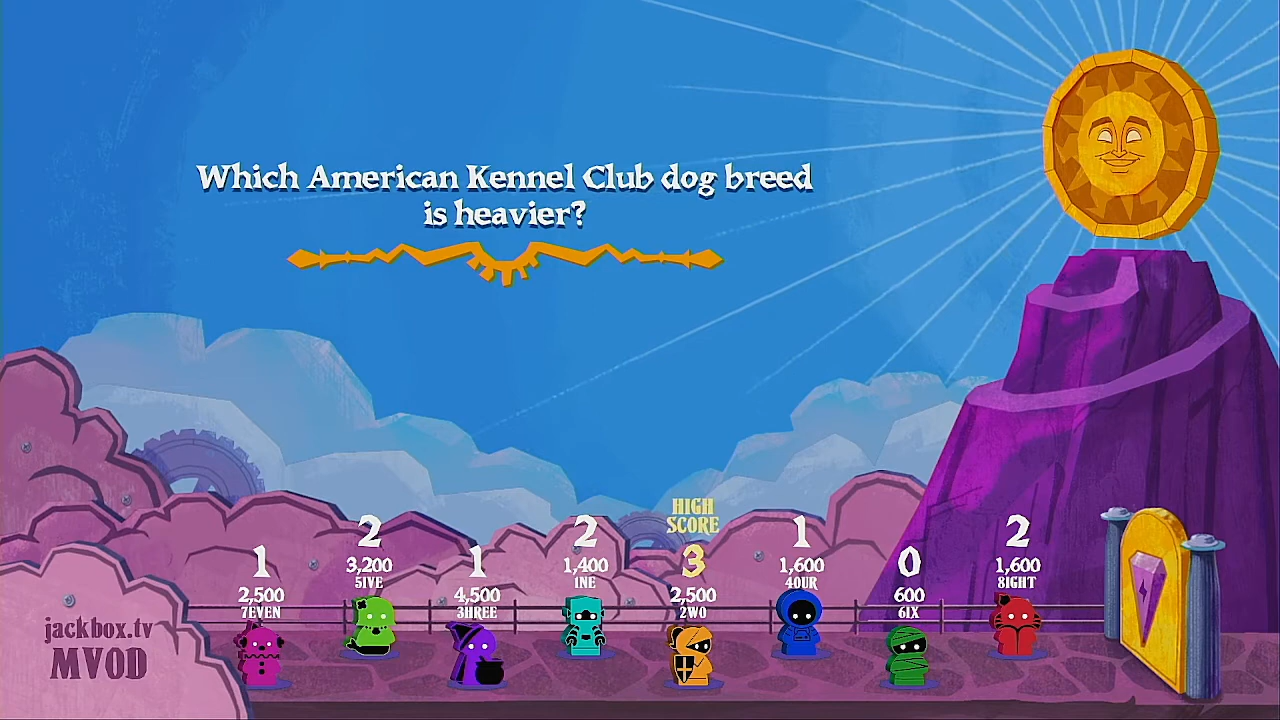 Which American Kennel Club dog breed
is heavier?
HIGH
SCORE
1
2,500
7EVEN
2
3,200
5IVE
1
4,500
3HREE
2
1,400
1NE
3
2,500
2WO
1
1,600
4OUR
0
600
6IX
2
1,600
8IGHT
jackbox.tv
MVOD